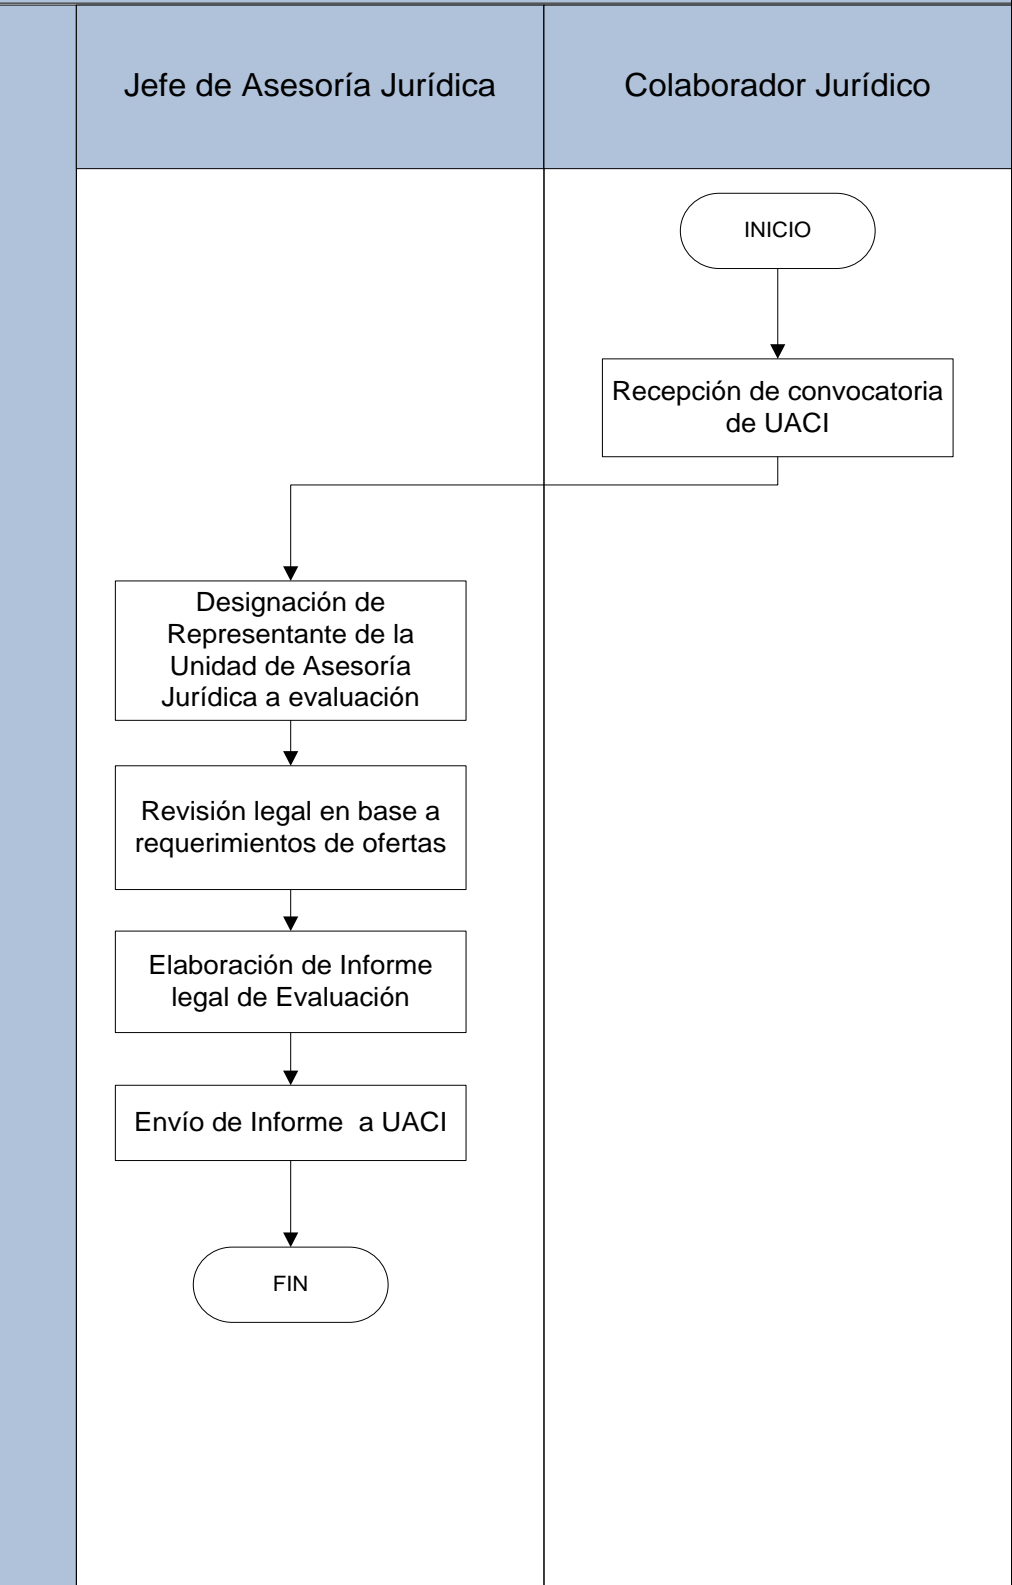 Jefe de Asesoría Jurídica
Colaborador Jurídico
INICIO
Recepción de convocatoria
de UACI
Designación de
Representante de la
Unidad de Asesoría
Jurídica a evaluación
Revisión legal en base a
requerimientos de ofertas
Elaboración de Informe
legal de Evaluación
Envío de Informe  a UACI
FIN